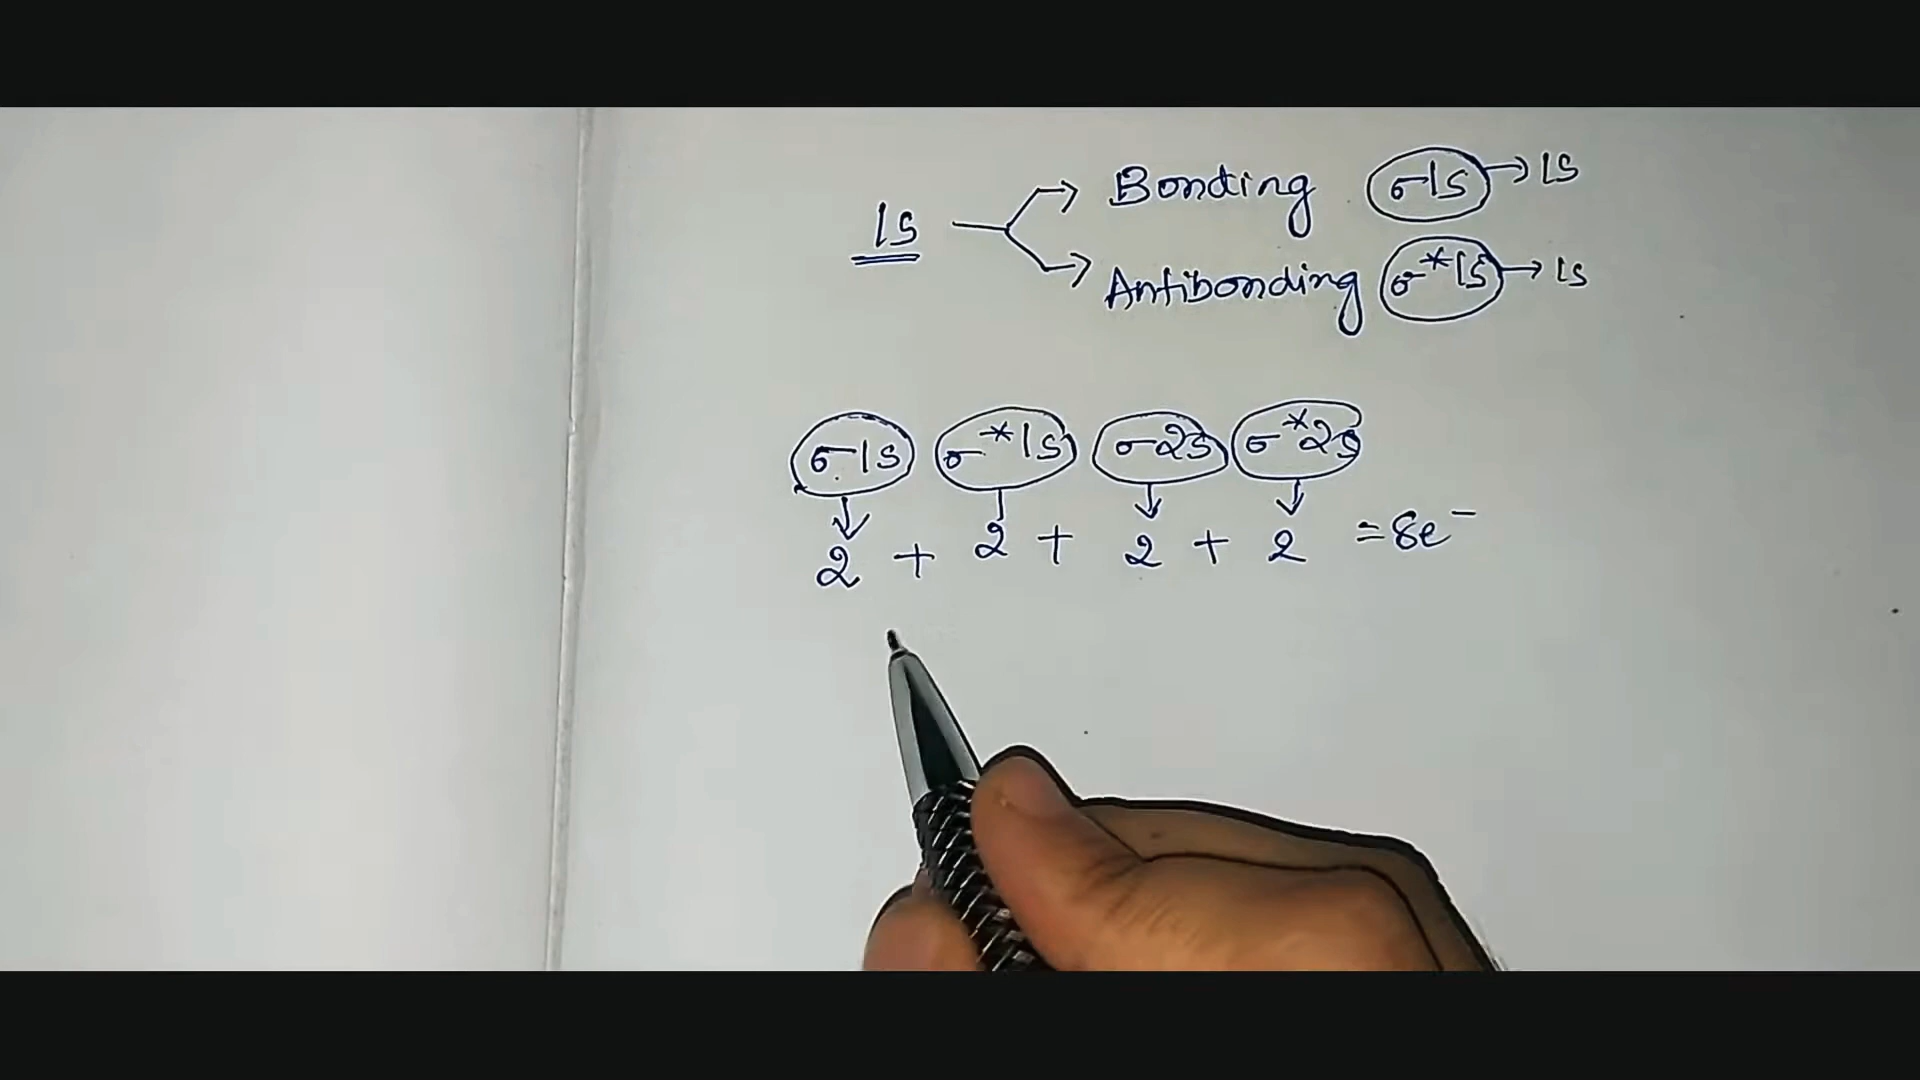 1s Bonding σ1s → 1s
Antibonding σ*1s → 1s
σ1s σ*1s σ2s σ*2s
2 + 2 + 2 + 2 = 8e⁻